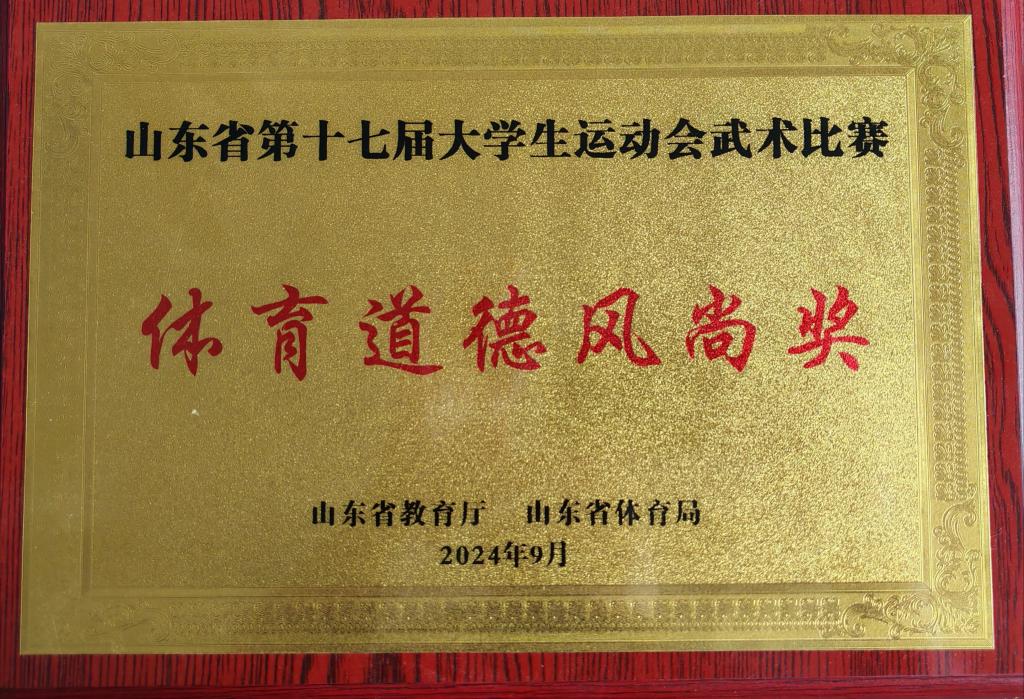 山东省第十七届大学生运动会武术比赛
体育道德风尚奖
山东省教育厅 山东省体育局
2024年9月